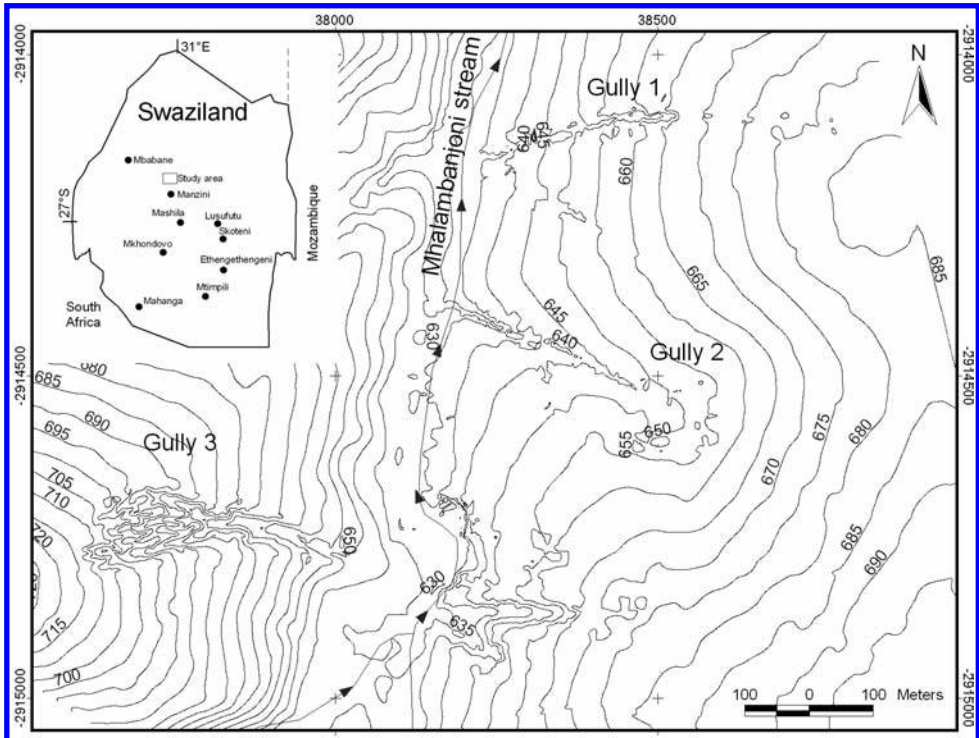 38000
38500
-2914000
-2914000
31°E
N
Swaziland
Mbabane
Study area
Manzini
27°S
Mashila
Lusufutu
Skoteni
Mkhondovo
Ethengethengeni
Mtimpili
Mahanga
South
Africa
Mozambique
Mhalambanjoni stream
Gully 1
640
645
660
665
685
645
640
630
Gully 2
-2914500
-2914500
680
685
690
695
Gully 3
705
710
720
715
700
650
655
650
675
680
670
685
690
630
635
100
0
100
Meters
-2915000
-2915000